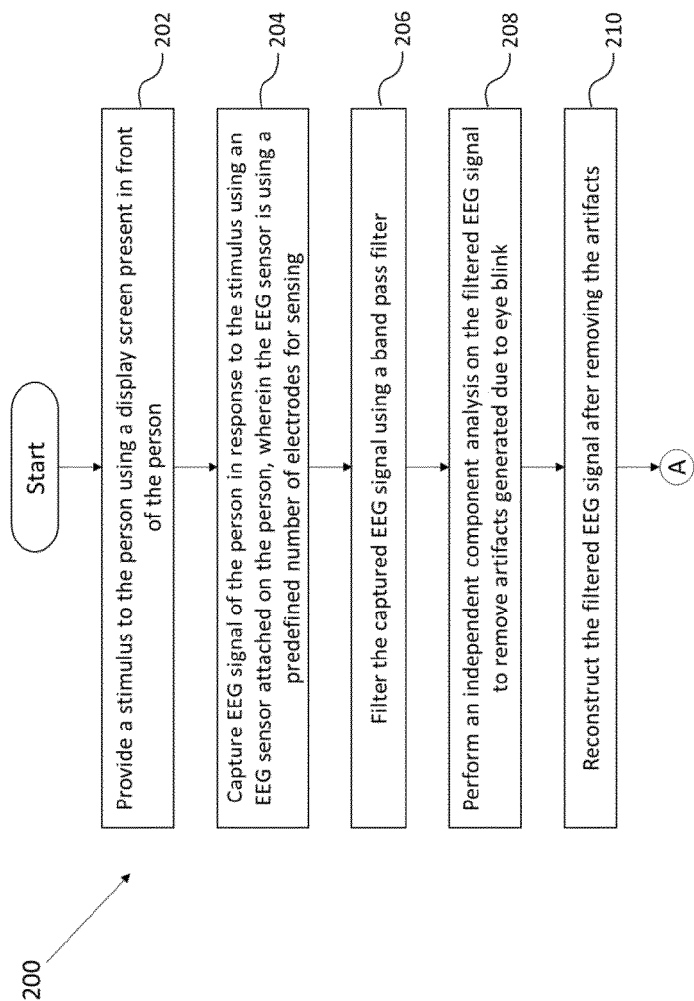 Start
Provide a stimulus to the person using a display screen present in front
of the person
202
Capture EEG signal of the person in response to the stimulus using an
EEG sensor attached on the person, wherein the EEG sensor is using a
predefined number of electrodes for sensing
204
Filter the captured EEG signal using a band pass filter
206
Perform an independent component analysis on the filtered EEG signal
to remove artifacts generated due to eye blink
208
Reconstruct the filtered EEG signal after removing the artifacts
210
A
200